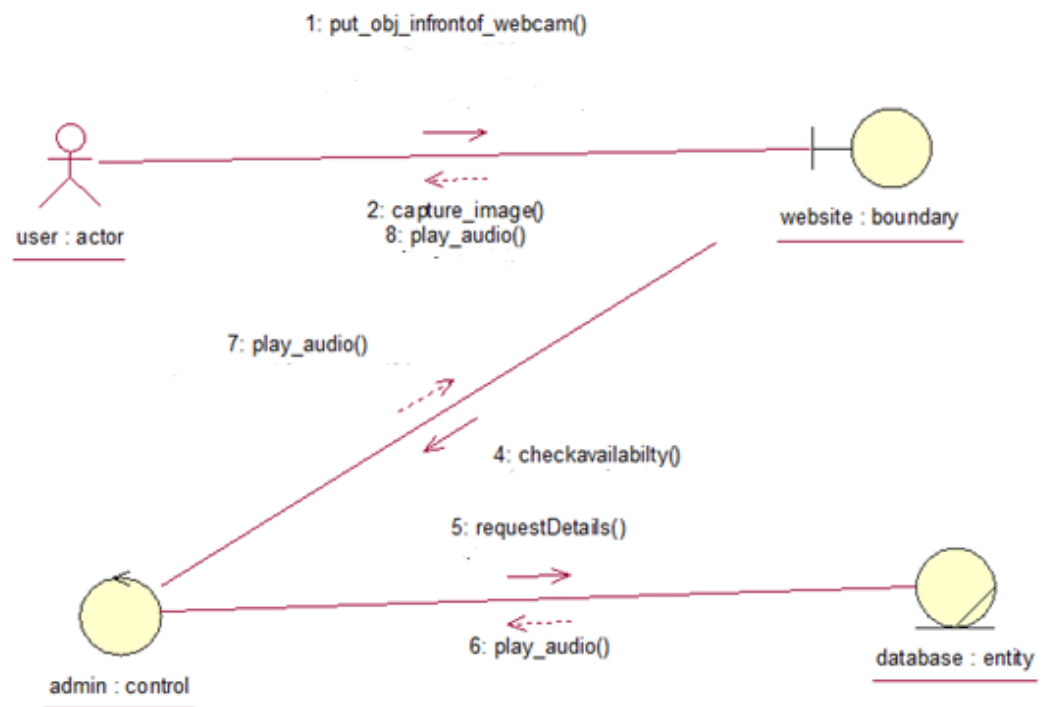 1: put_obj_infrontof_webcam()
2: capture_image()
8: play_audio()
user : actor
website : boundary
7: play_audio()
4: checkavailabilty()
5: requestDetails()
6: play_audio()
database : entity
admin : control